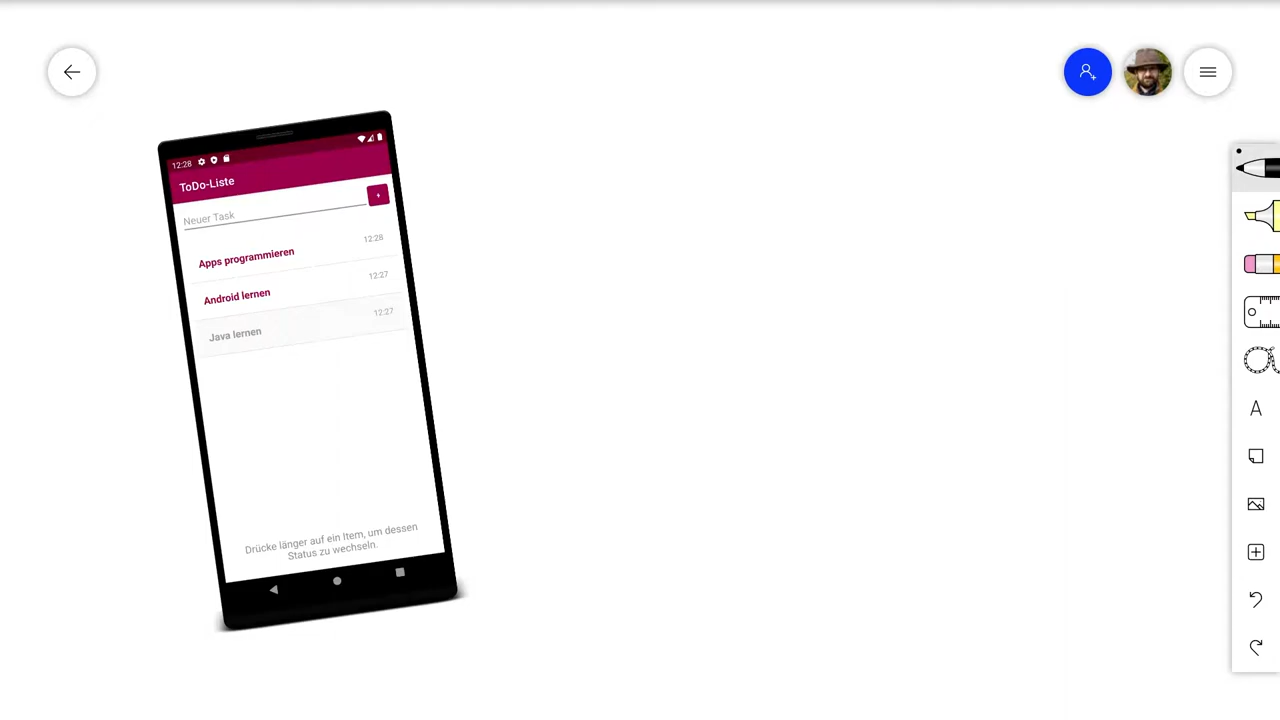 12:28
ToDo-Liste
Neuer Task
+
Apps programmieren 12:28
Android lernen 12:27
Java lernen 12:27
Drücke länger auf ein Item, um dessen
Status zu wechseln.
A